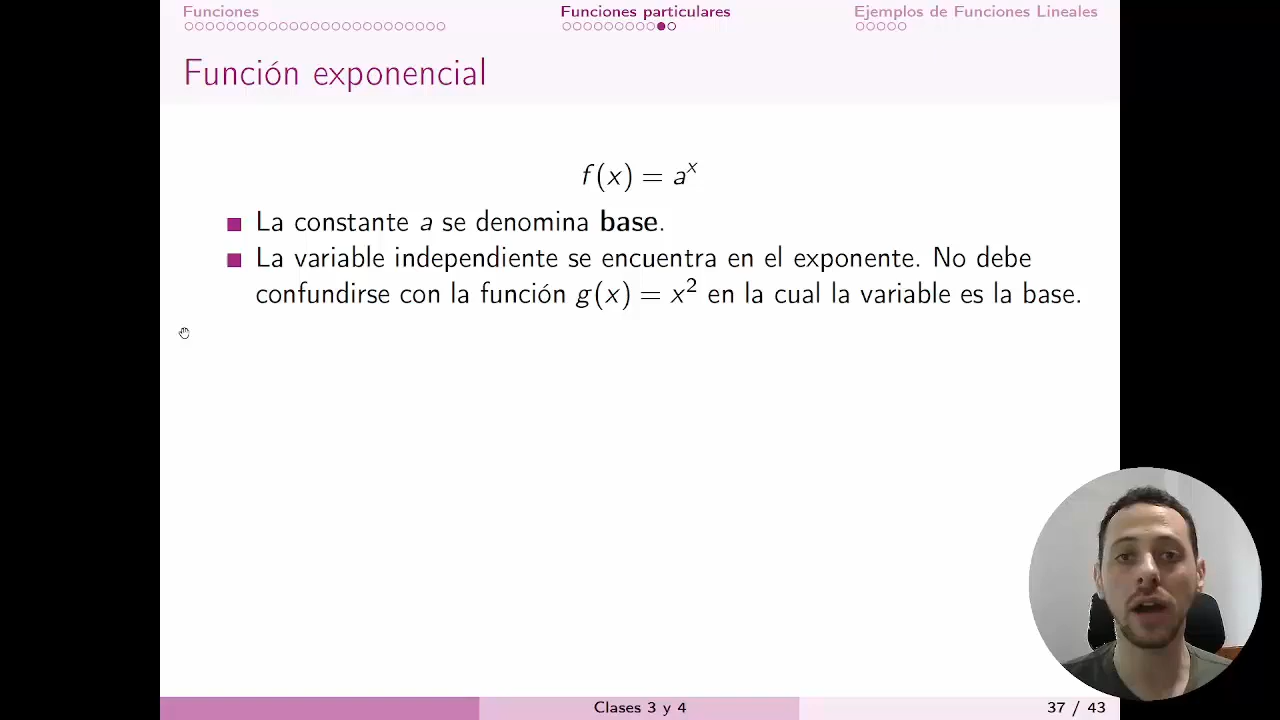 Funciones
Funciones particulares
Ejemplos de Funciones Lineales
Función exponencial
f(x) = a^x
La constante a se denomina base.
La variable independiente se encuentra en el exponente. No debe
confundirse con la función g(x) = x² en la cual la variable es la base.
Clases 3 y 4
37 / 43